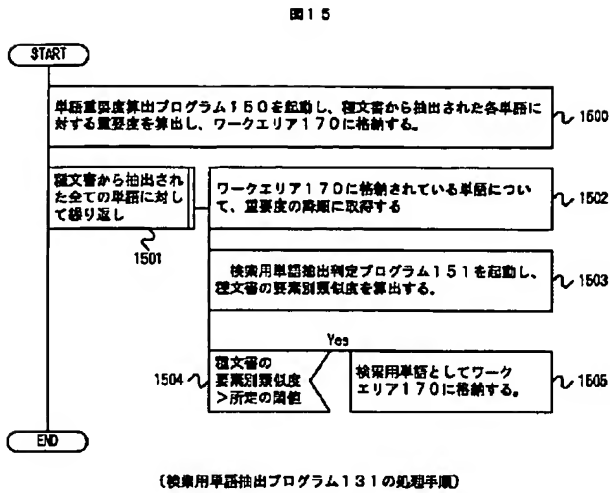 図15
START
単語重要度算出プログラム150を起動し、種文書から抽出された各単語に
対する重要度を算出し、ワークエリア170に格納する。
1500
種文書から抽出され
た全ての単語に対し
て繰り返し
1501
ワークエリア170に格納されている単語につい
て、重要度の降順に取得する
1502
検索用単語抽出判定プログラム151を起動し、
種文書の要素別類似度を算出する。
1503
Yes
1504
種文書の
要素別類似度
>所定の閾値
検索用単語としてワーク
エリア170に格納する。
1505
END
(検索用単語抽出プログラム131の処理手順)